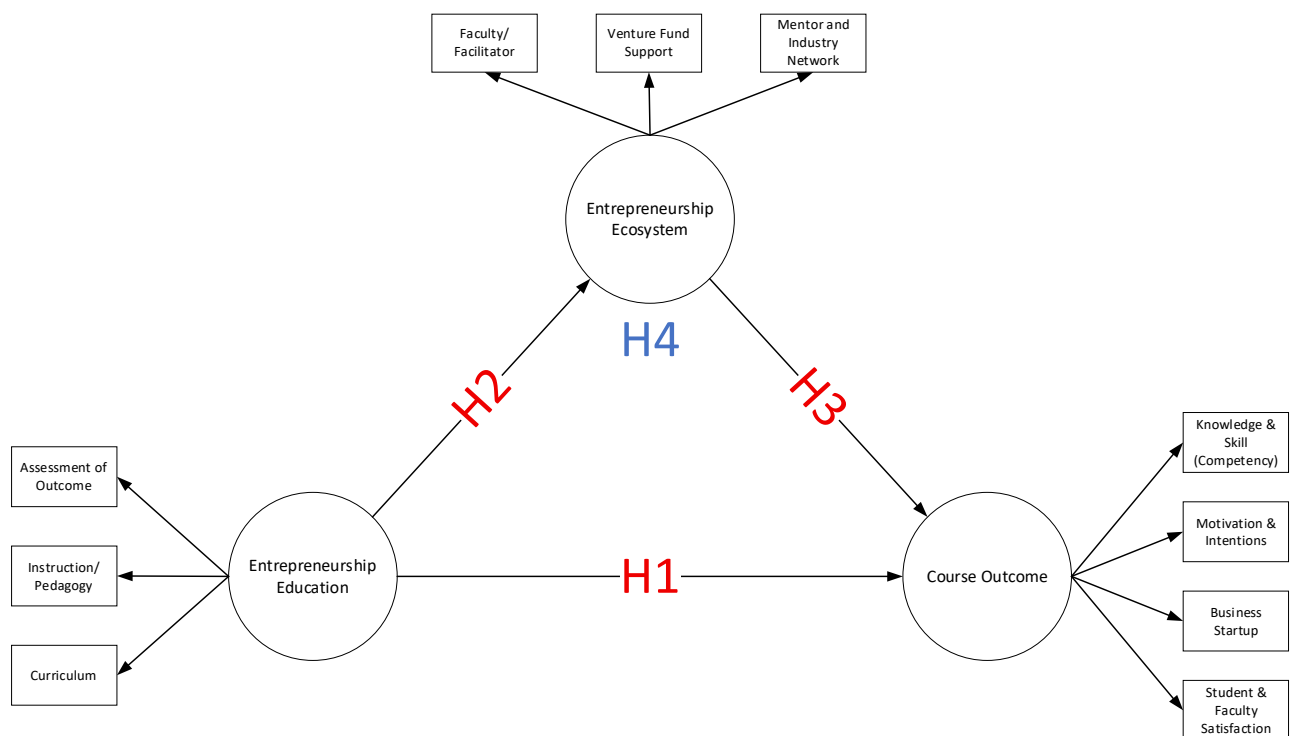 Faculty/
Facilitator
Venture Fund
Support
Mentor and
Industry
Network
Entrepreneurship
Ecosystem
H4
H2
H3
Assessment of
Outcome
Instruction/
Pedagogy
Curriculum
Entrepreneurship
Education
H1
Course Outcome
Knowledge &
Skill
(Competency)
Motivation &
Intentions
Business
Startup
Student &
Faculty
Satisfaction